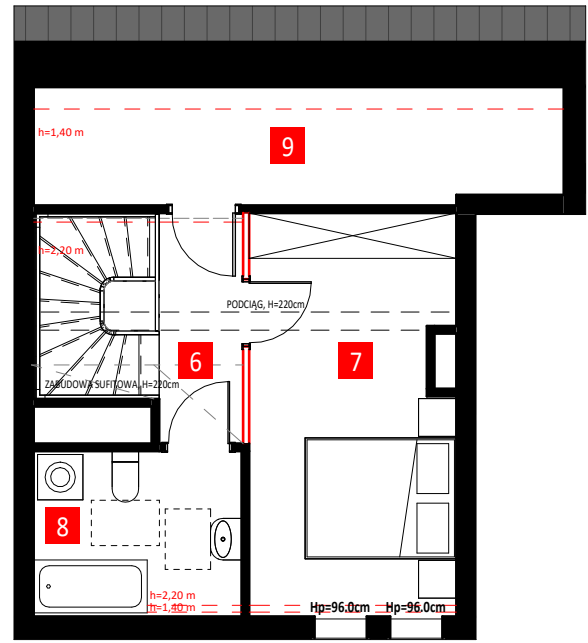 h=1,40 m
9
h=2,20 m
PODCIĄG, H=220cm
6
7
ZABUDOWA SUFITOWA, H=220cm
8
h=2,20 m
h=1,40 m
Hp=96.0cm
Hp=96.0cm